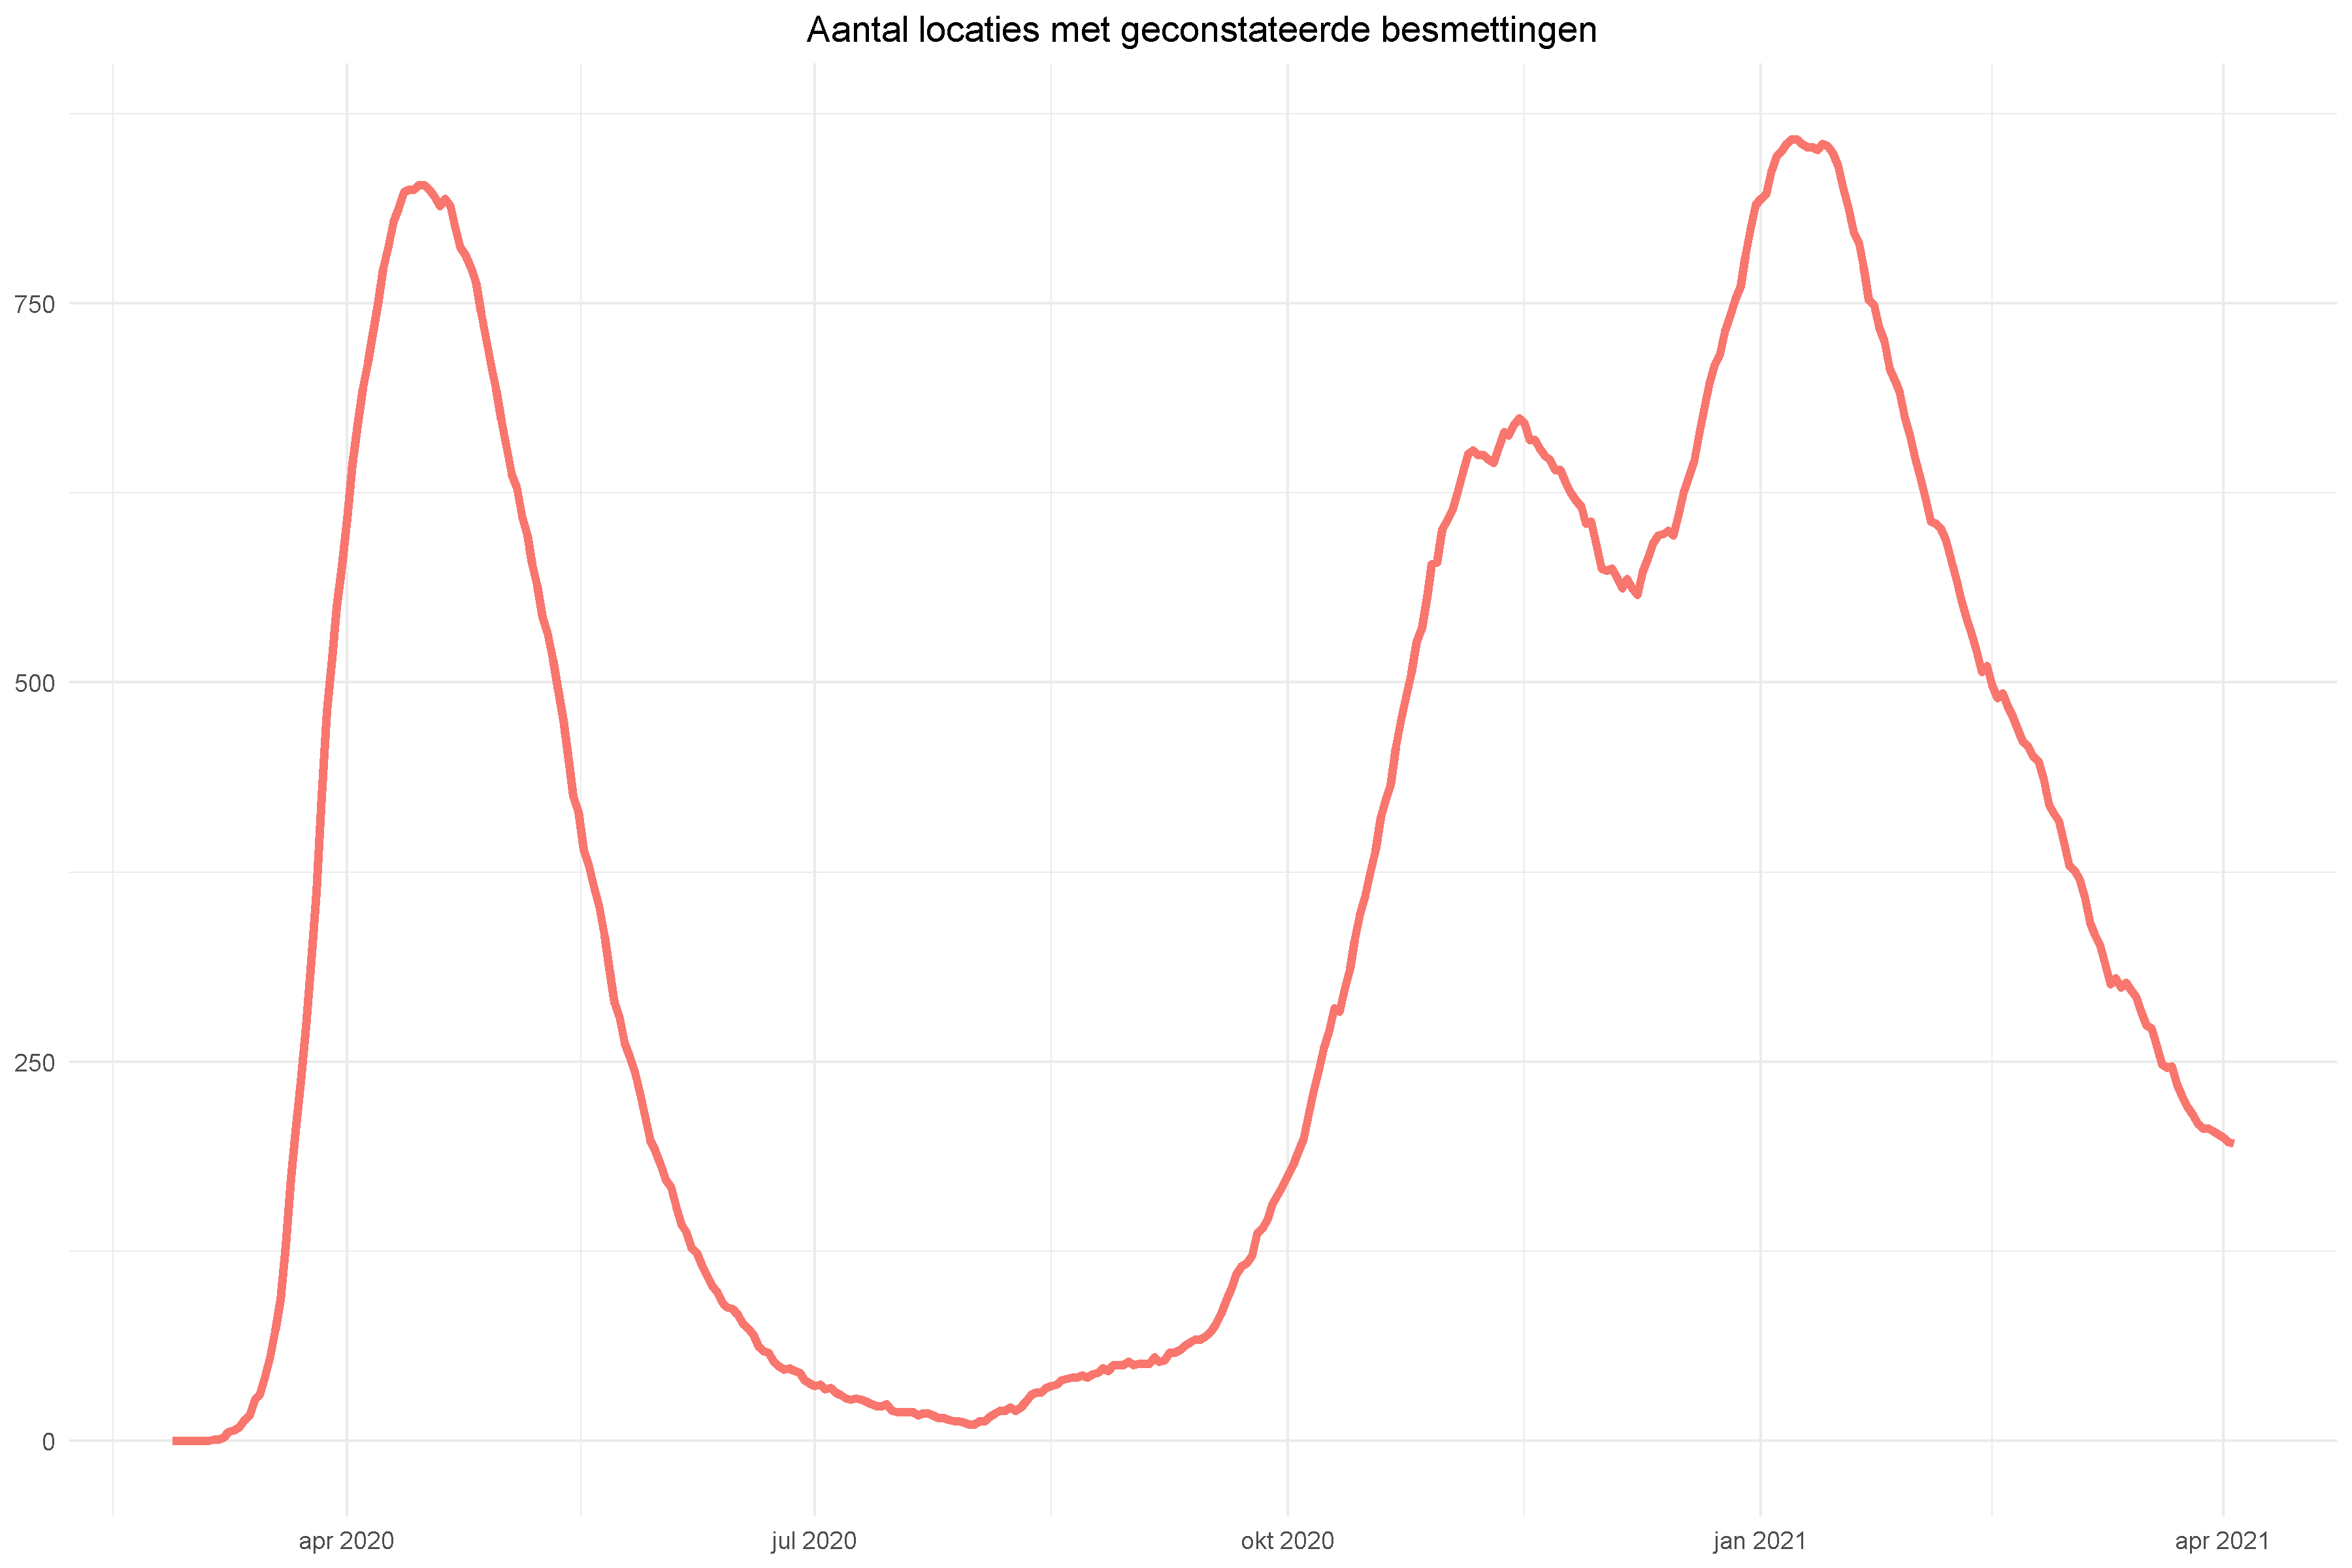 Aantal locaties met geconstateerde besmettingen
750
500
250
0
apr 2020
jul 2020
okt 2020
jan 2021
apr 2021